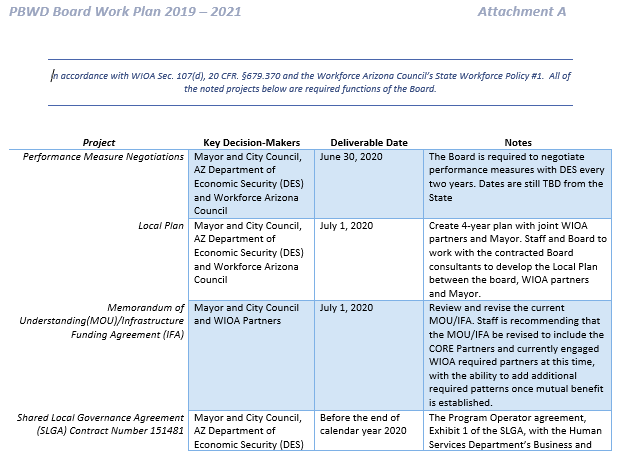 PBWD Board Work Plan 2019 – 2021 Attachment A
In accordance with WIOA Sec. 107(d), 20 CFR. §679.370 and the Workforce Arizona Council's State Workforce Policy #1.  All of
the noted projects below are required functions of the Board.
Project Key Decision-Makers Deliverable Date Notes
Performance Measure Negotiations Mayor and City Council, June 30, 2020 The Board is required to negotiate
AZ Department of performance measures with DES every
Economic Security (DES) two years. Dates are still TBD from the
and Workforce Arizona State
Council
Local Plan Mayor and City Council, July 1, 2020 Create 4-year plan with joint WIOA
AZ Department of partners and Mayor. Staff and Board to
Economic Security (DES) work with the contracted Board
and Workforce Arizona consultants to develop the Local Plan
Council between the board, WIOA partners
and Mayor.
Memorandum of Mayor and City Council July 1, 2020 Review and revise the current
Understanding(MOU)/Infrastructure and WIOA Partners MOU/IFA. Staff is recommending that
Funding Agreement (IFA) the MOU/IFA be revised to include the
CORE Partners and currently engaged
WIOA required partners at this time,
with the ability to add additional
required patterns once mutual benefit
is established.
Shared Local Governance Agreement Mayor and City Council, Before the end of The Program Operator agreement,
(SLGA) Contract Number 151481 AZ Department of calendar year 2020 Exhibit 1 of the SLGA, with the Human
Economic Security (DES) Services Department's Business and